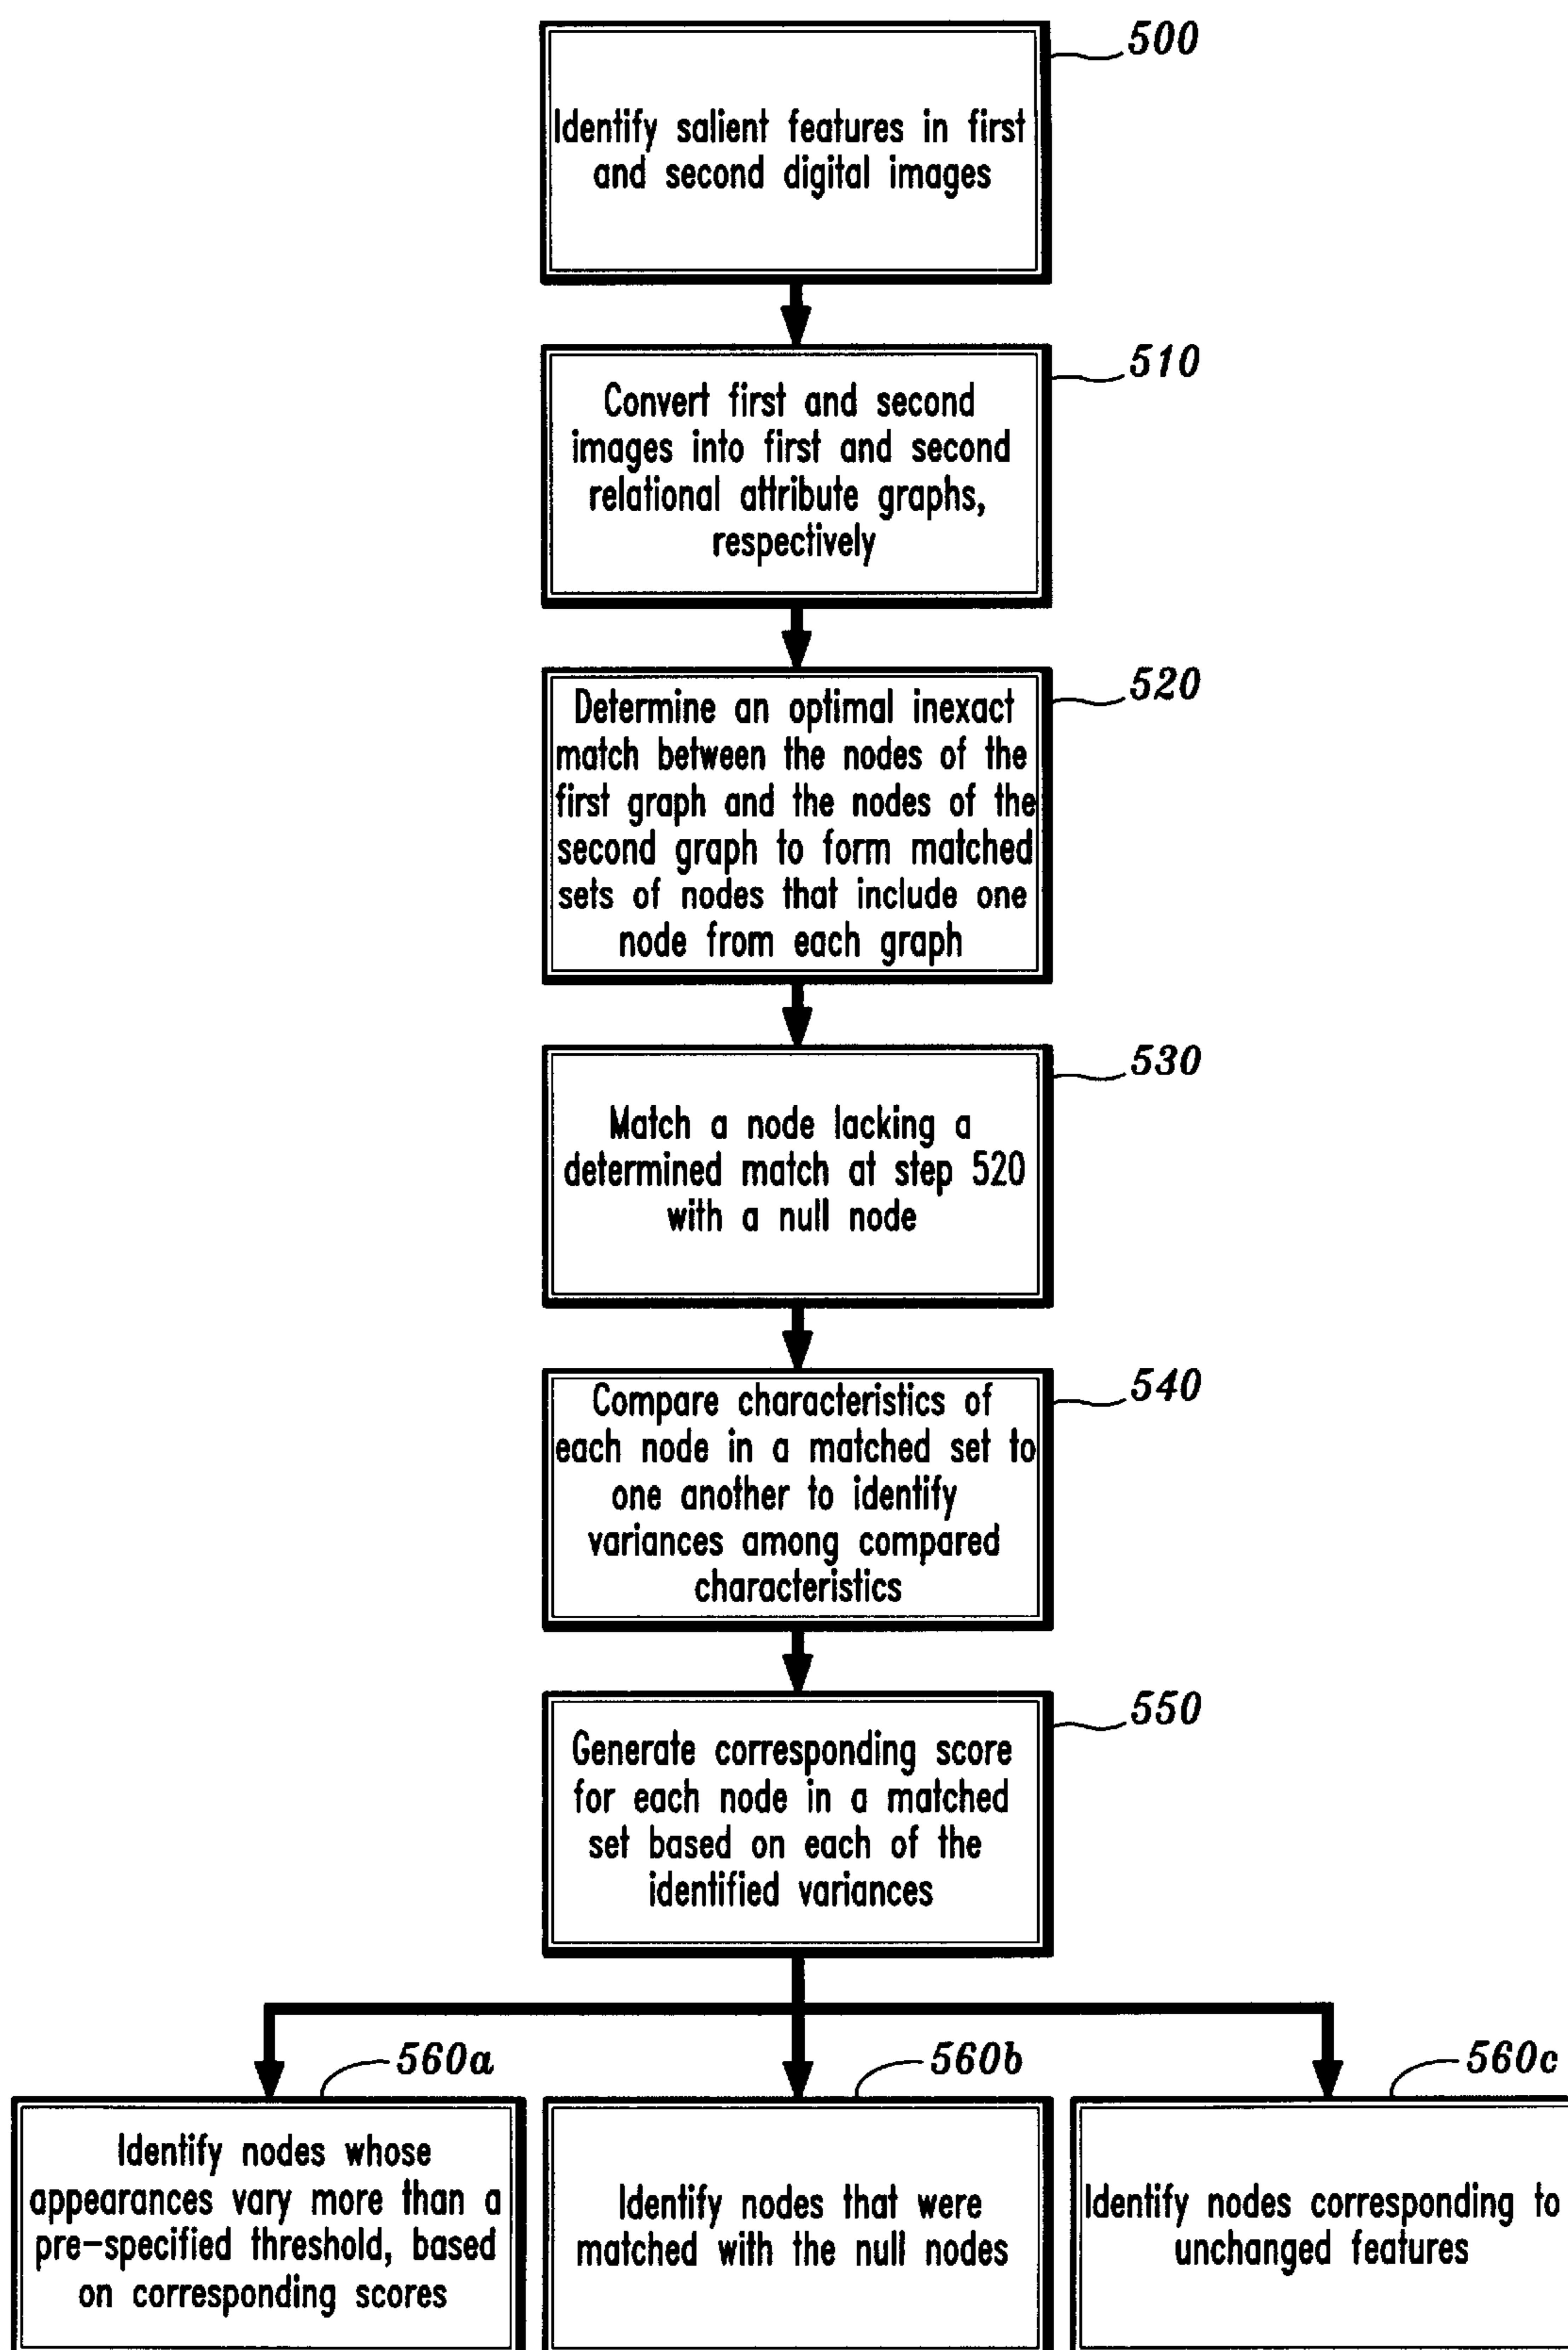 500
Identify salient features in first
and second digital images
510
Convert first and second
images into first and second
relational attribute graphs,
respectively
520
Determine an optimal inexact
match between the nodes of the
first graph and the nodes of the
second graph to form matched
sets of nodes that include one
node from each graph
530
Match a node lacking a
determined match at step 520
with a null node
540
Compare characteristics of
each node in a matched set to
one another to identify
variances among compared
characteristics
550
Generate corresponding score
for each node in a matched
set based on each of the
identified variances
560a
Identify nodes whose
appearances vary more than a
pre-specified threshold, based
on corresponding scores
560b
Identify nodes that were
matched with the null nodes
560c
Identify nodes corresponding to
unchanged features